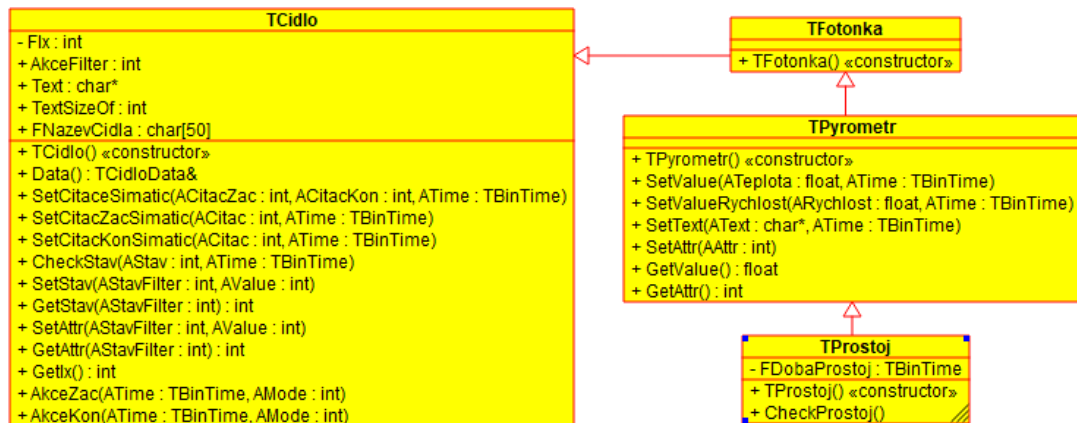 TCidlo
- FIx : int
+ AkceFilter : int
+ Text : char*
+ TextSizeOf : int
+ FNazevCidla : char[50]
+ TCidlo() «constructor»
+ Data() : TCidloData&
+ SetCitaceSimatic(ACitacZac : int, ACitacKon : int, ATime : TBinTime)
+ SetCitacZacSimatic(ACitac : int, ATime : TBinTime)
+ SetCitacKonSimatic(ACitac : int, ATime : TBinTime)
+ CheckStav(AStav : int, ATime : TBinTime)
+ SetStav(AStavFilter : int, AValue : int)
+ GetStav(AStavFilter : int) : int
+ SetAttr(AStavFilter : int, AValue : int)
+ GetAttr(AStavFilter : int) : int
+ GetIx() : int
+ AkceZac(ATime : TBinTime, AMode : int)
+ AkceKon(ATime : TBinTime, AMode : int)
TFotonka
+ TFotonka() «constructor»
TPyrometr
+ TPyrometr() «constructor»
+ SetValue(ATeplota : float, ATime : TBinTime)
+ SetValueRychlost(ARychlost : float, ATime : TBinTime)
+ SetText(AText : char*, ATime : TBinTime)
+ SetAttr(AAttr : int)
+ GetValue() : float
+ GetAttr() : int
TProstoj
- FDobaProstoj : TBinTime
+ TProstoj() «constructor»
+ CheckProstoj()